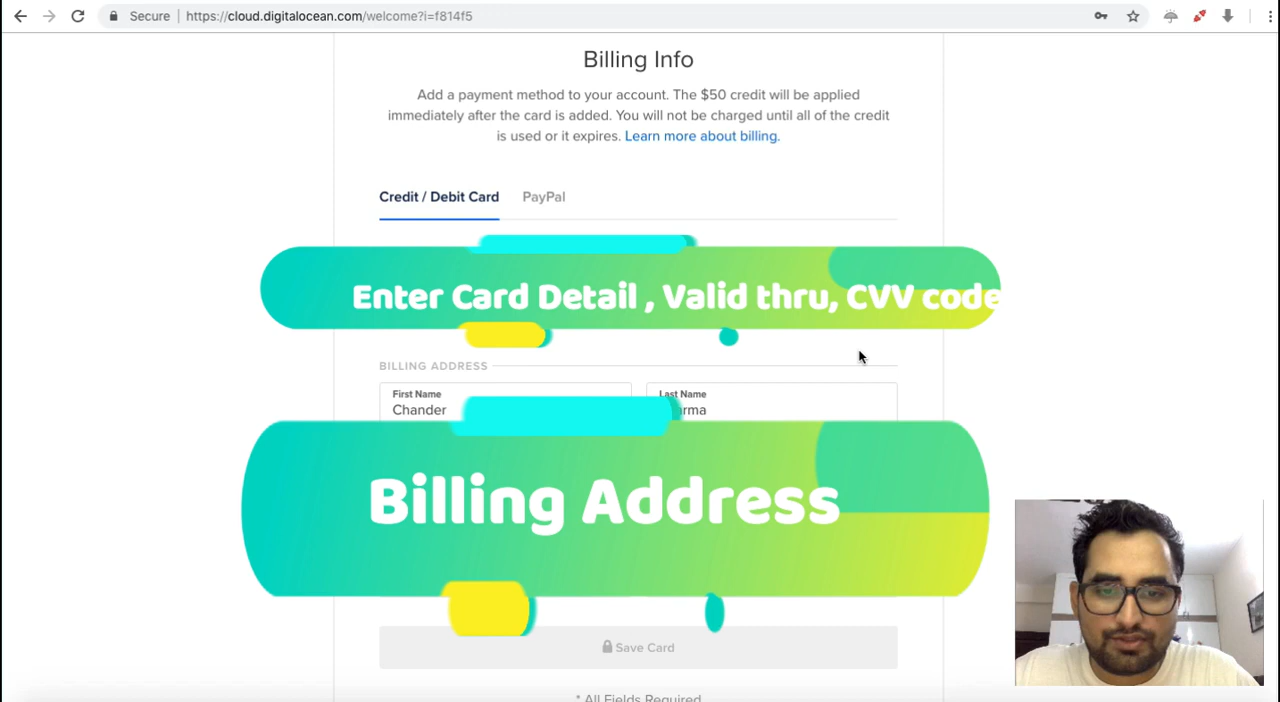 Secure
https://cloud.digitalocean.com/welcome?i=f814f5
Billing Info
Add a payment method to your account. The $50 credit will be applied
immediately after the card is added. You will not be charged until all of the credit
is used or it expires. Learn more about billing.
Credit / Debit Card
PayPal
Enter Card Detail , Valid thru, CVV code
BILLING ADDRESS
First Name
Last Name
Chander
Billing Address
Save Card
* All Fields Required